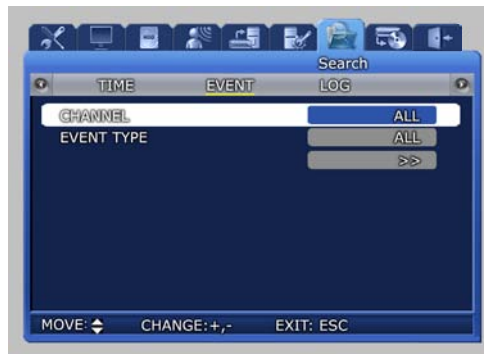 Search
TIME EVENT LOG
CHANNEL ALL
EVENT TYPE ALL
>>
MOVE: CHANGE:+,- EXIT: ESC